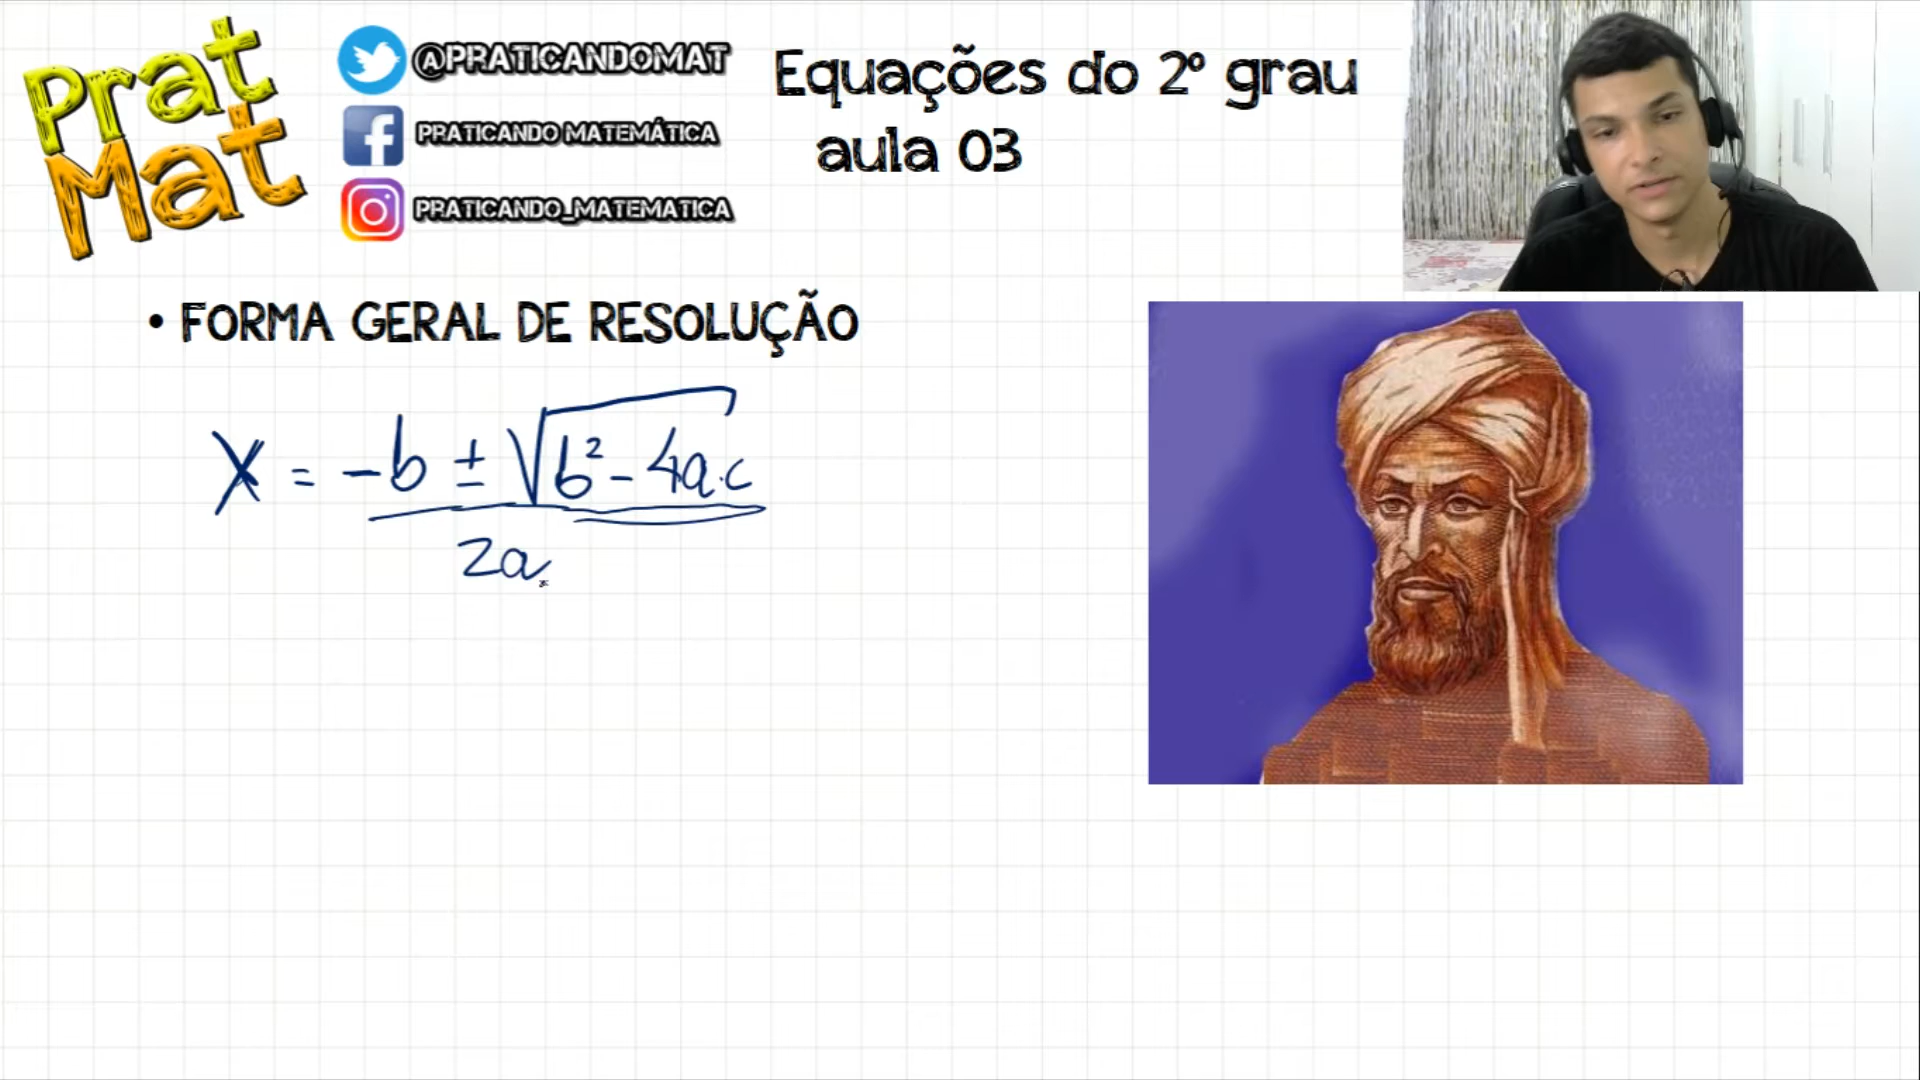 Prat
Mat
@PRATICANDOMAT
PRATICANDO MATEMÁTICA
PRATICANDO_MATEMATICA
Equações do 2º grau
aula 03
• FORMA GERAL DE RESOLUÇÃO
X = -b ± √b² - 4a.c
2a